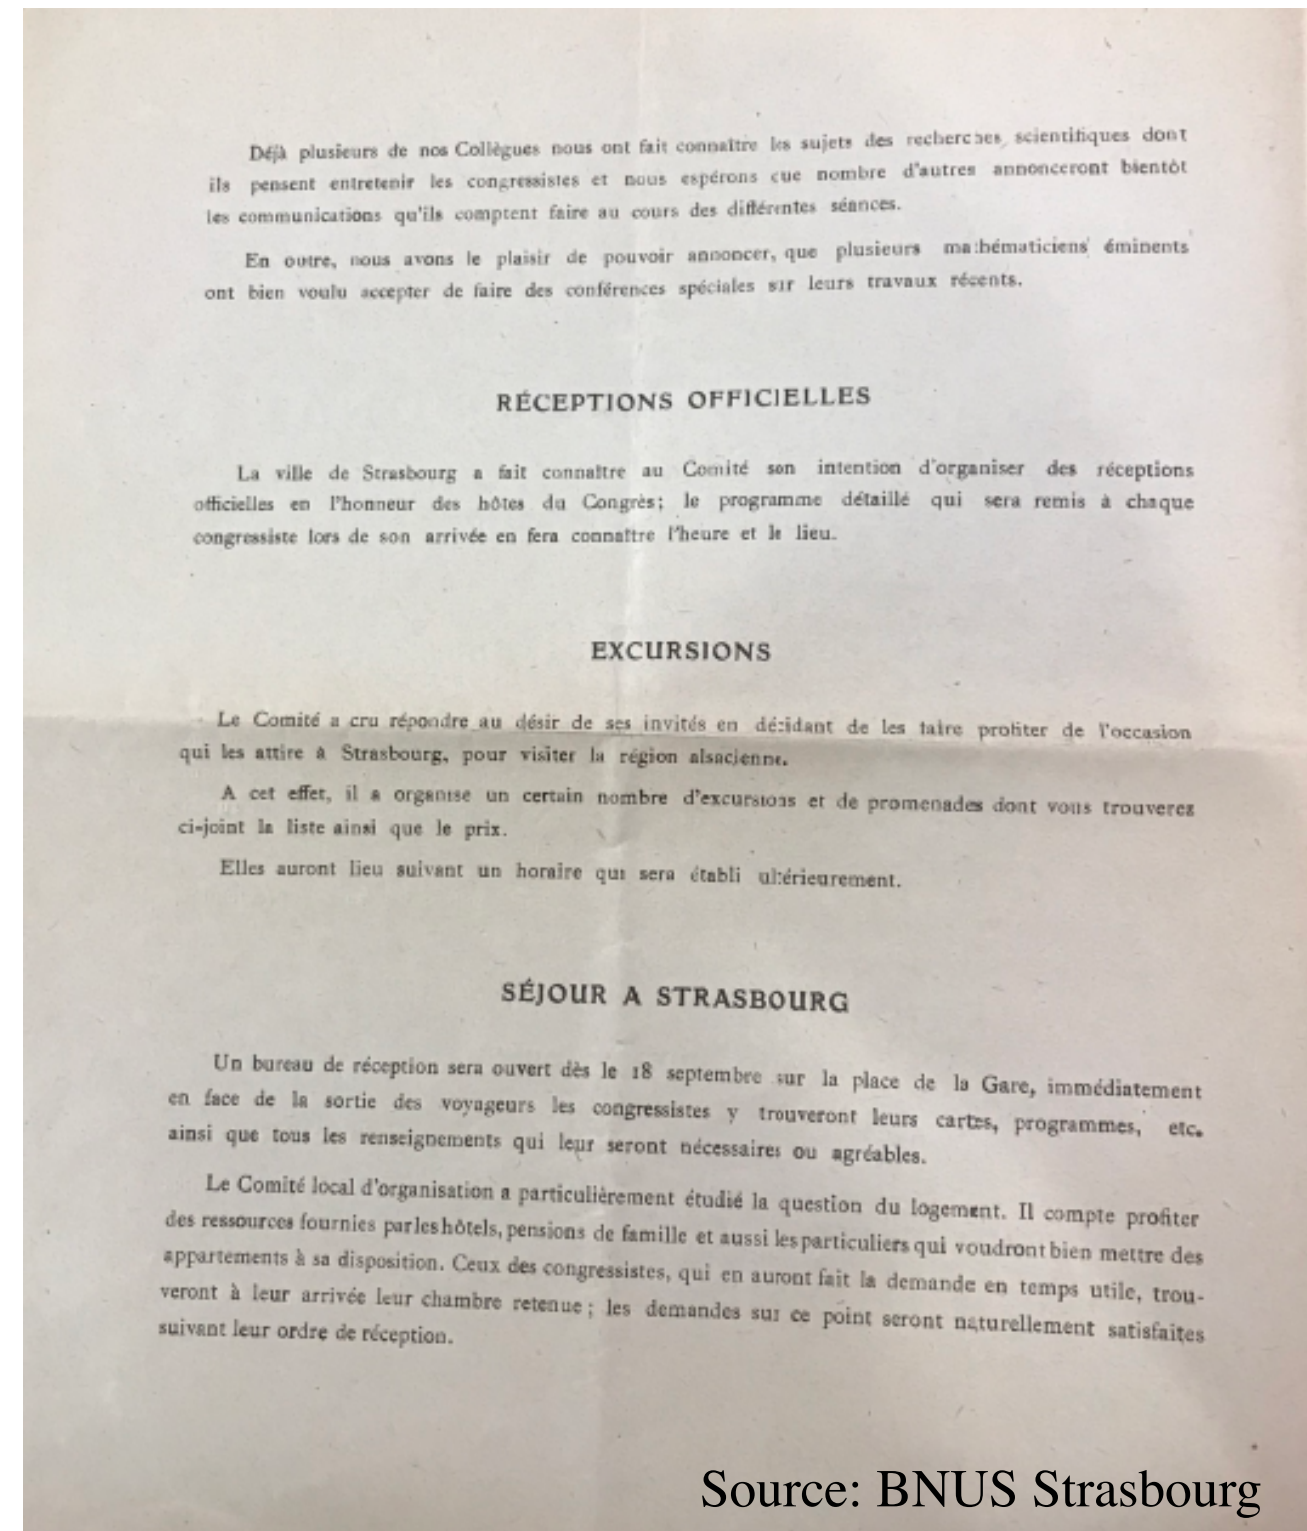 Déjà plusieurs de nos Collègues nous ont fait connaître les sujets des recherches scientifiques dont
ils pensent entretenir les congressistes et nous espérons que nombre d'autres annonceront bientôt
les communications qu'ils comptent faire au cours des différentes séances.
En outre, nous avons le plaisir de pouvoir annoncer, que plusieurs mathématiciens éminents
ont bien voulu accepter de faire des conférences spéciales sur leurs travaux récents.
RÉCEPTIONS OFFICIELLES
La ville de Strasbourg a fait connaître au Comité son intention d'organiser des réceptions
officielles en l'honneur des hôtes du Congrès; le programme détaillé qui sera remis à chaque
congressiste lors de son arrivée en fera connaître l'heure et le lieu.
EXCURSIONS
Le Comité a cru répondre au désir de ses invités en décidant de les faire profiter de l'occasion
qui les attire à Strasbourg, pour visiter la région alsacienne.
A cet effet, il a organisé un certain nombre d'excursions et de promenades dont vous trouverez
ci-joint la liste ainsi que le prix.
Elles auront lieu suivant un horaire qui sera établi ultérieurement.
SÉJOUR A STRASBOURG
Un bureau de réception sera ouvert dès le 18 septembre sur la place de la Gare, immédiatement
en face de la sortie des voyageurs les congressistes y trouveront leurs cartes, programmes, etc.
ainsi que tous les renseignements qui leur seront nécessaires ou agréables.
Le Comité local d'organisation a particulièrement étudié la question du logement. Il compte profiter
des ressources fournies par les hôtels, pensions de famille et aussi les particuliers qui voudront bien mettre des
appartements à sa disposition. Ceux des congressistes, qui en auront fait la demande en temps utile, trou-
veront à leur arrivée leur chambre retenue; les demandes sur ce point seront naturellement satisfaites
suivant leur ordre de réception.
Source: BNUS Strasbourg